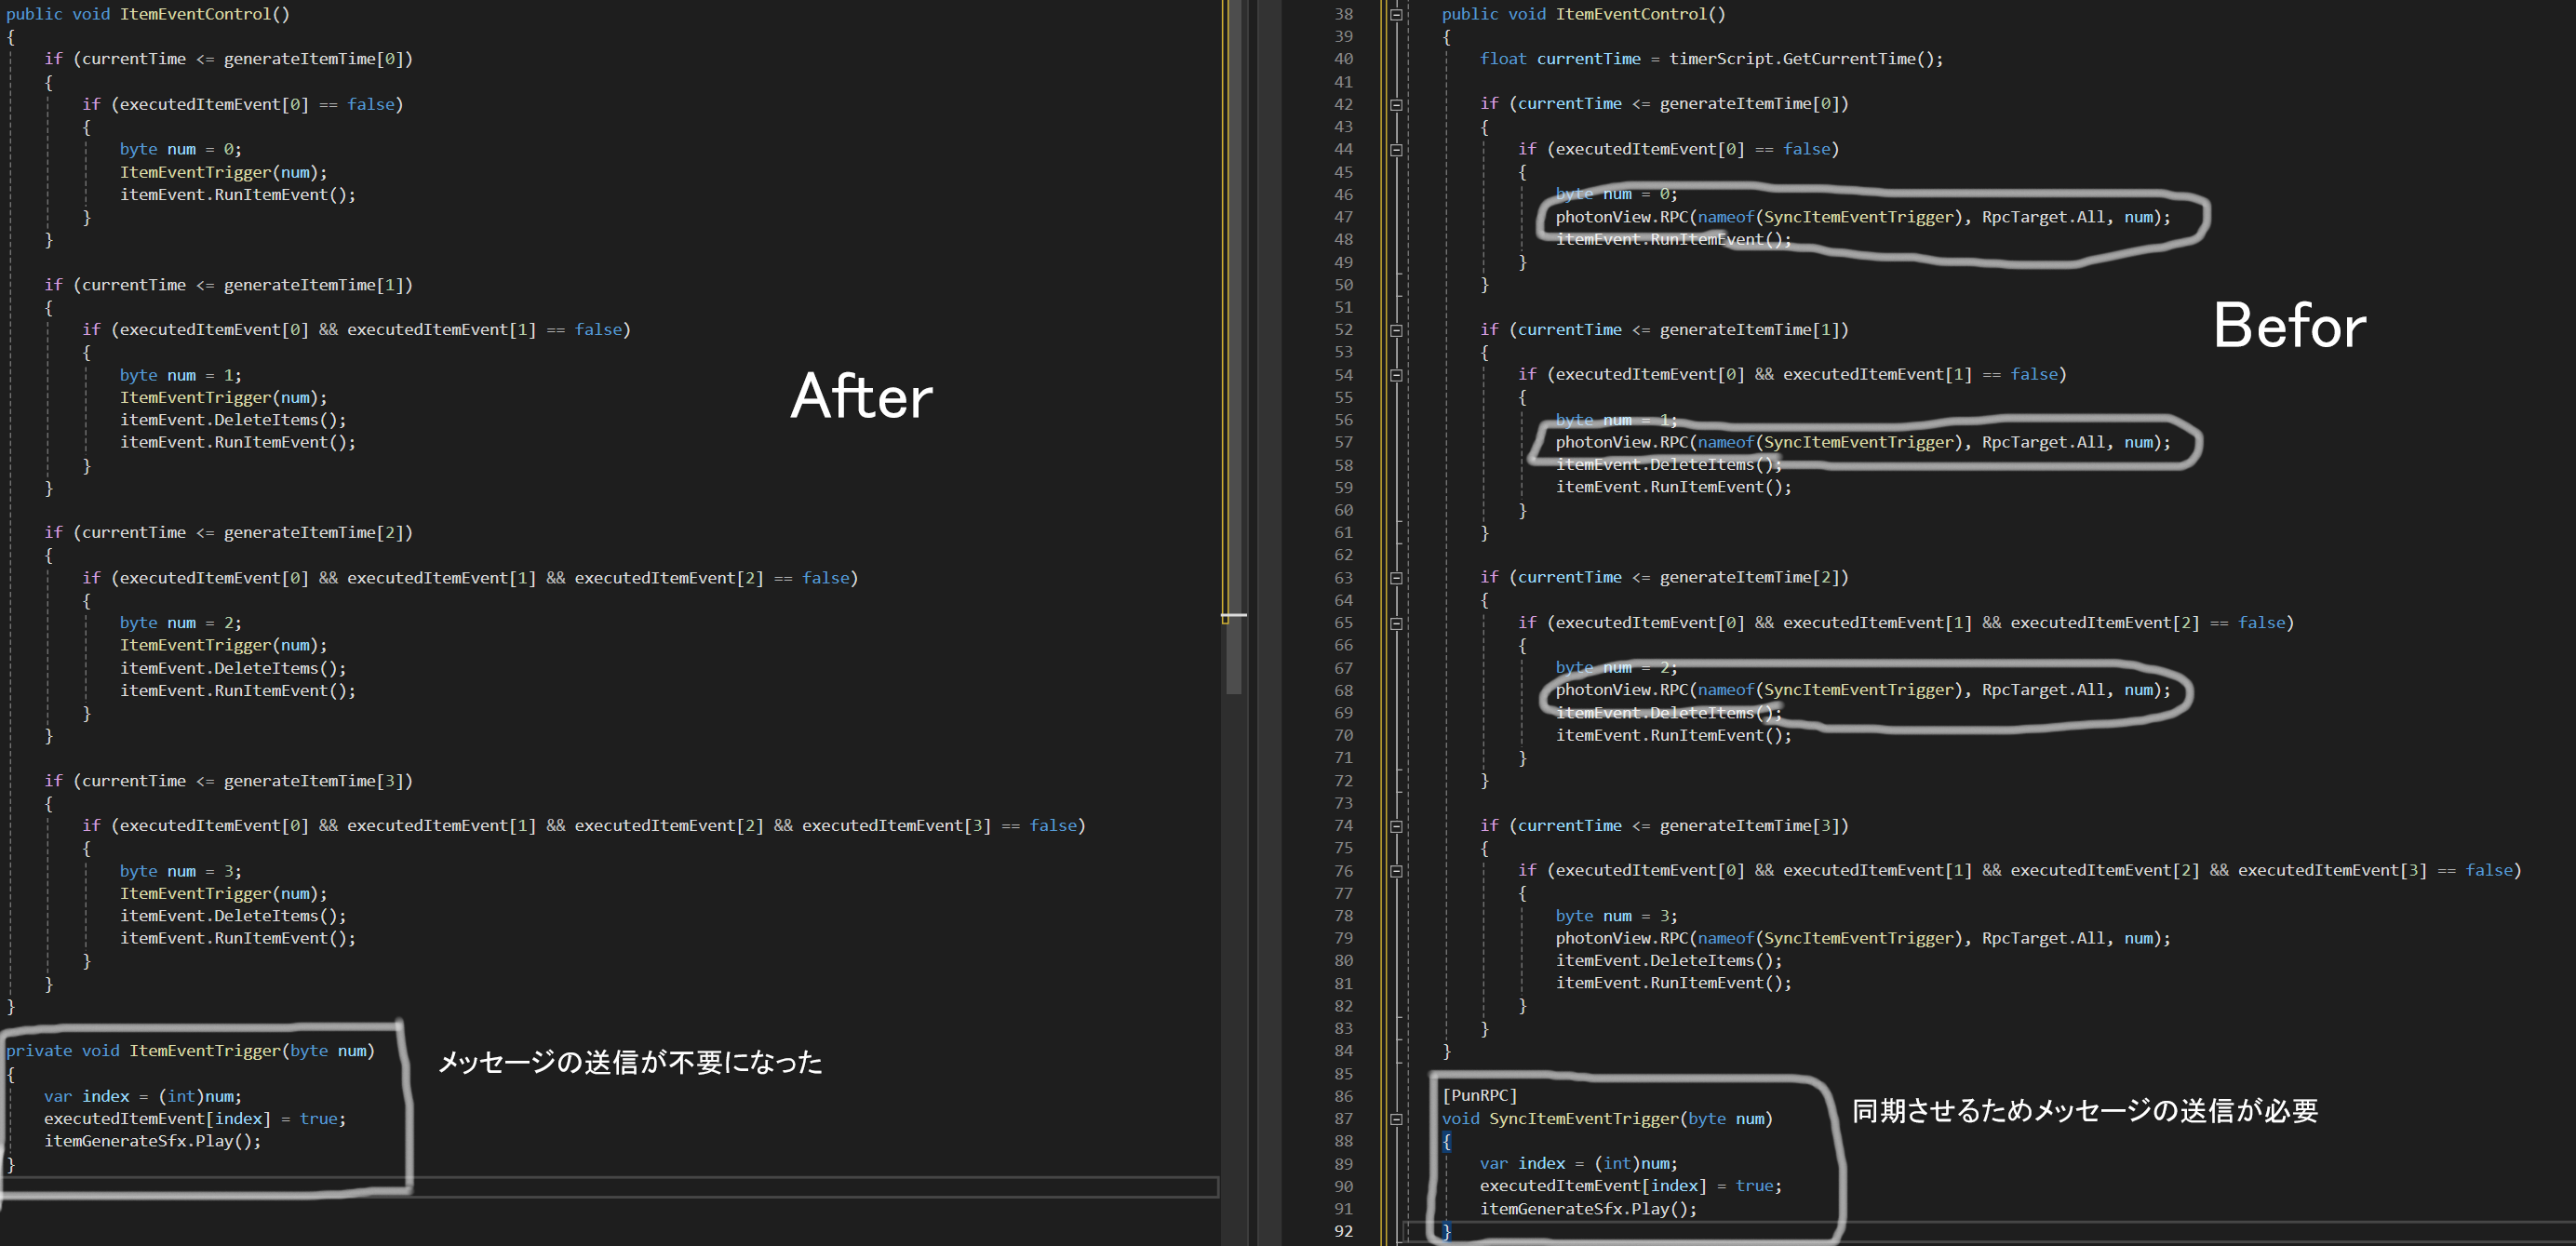 public void ItemEventControl()
{
if (currentTime <= generateItemTime[0])
{
if (executedItemEvent[0] == false)
{
byte num = 0;
ItemEventTrigger(num);
itemEvent.RunItemEvent();
}
}
if (currentTime <= generateItemTime[1])
{
if (executedItemEvent[0] && executedItemEvent[1] == false)
{
byte num = 1;
ItemEventTrigger(num);
itemEvent.DeleteItems();
itemEvent.RunItemEvent();
}
}
if (currentTime <= generateItemTime[2])
{
if (executedItemEvent[0] && executedItemEvent[1] && executedItemEvent[2] == false)
{
byte num = 2;
ItemEventTrigger(num);
itemEvent.DeleteItems();
itemEvent.RunItemEvent();
}
}
if (currentTime <= generateItemTime[3])
{
if (executedItemEvent[0] && executedItemEvent[1] && executedItemEvent[2] && executedItemEvent[3] == false)
{
byte num = 3;
ItemEventTrigger(num);
itemEvent.DeleteItems();
itemEvent.RunItemEvent();
}
}
}
private void ItemEventTrigger(byte num)
{
var index = (int)num;
executedItemEvent[index] = true;
itemGenerateSfx.Play();
}
After
メッセージの送信が不要になった
38 public void ItemEventControl()
39 {
40 float currentTime = timerScript.GetCurrentTime();
41
42 if (currentTime <= generateItemTime[0])
43 {
44 if (executedItemEvent[0] == false)
45 {
46 byte num = 0;
47 photonView.RPC(nameof(SyncItemEventTrigger), RpcTarget.All, num);
48 itemEvent.RunItemEvent();
49 }
50 }
51
52 if (currentTime <= generateItemTime[1])
53 {
54 if (executedItemEvent[0] && executedItemEvent[1] == false)
55 {
56 byte num = 1;
57 photonView.RPC(nameof(SyncItemEventTrigger), RpcTarget.All, num);
58 itemEvent.DeleteItems();
59 itemEvent.RunItemEvent();
60 }
61 }
62
63 if (currentTime <= generateItemTime[2])
64 {
65 if (executedItemEvent[0] && executedItemEvent[1] && executedItemEvent[2] == false)
66 {
67 byte num = 2;
68 photonView.RPC(nameof(SyncItemEventTrigger), RpcTarget.All, num);
69 itemEvent.DeleteItems();
70 itemEvent.RunItemEvent();
71 }
72 }
73
74 if (currentTime <= generateItemTime[3])
75 {
76 if (executedItemEvent[0] && executedItemEvent[1] && executedItemEvent[2] && executedItemEvent[3] == false)
77 {
78 byte num = 3;
79 photonView.RPC(nameof(SyncItemEventTrigger), RpcTarget.All, num);
80 itemEvent.DeleteItems();
81 itemEvent.RunItemEvent();
82 }
83 }
84 }
85
86 [PunRPC]
87 void SyncItemEventTrigger(byte num)
88 {
89 var index = (int)num;
90 executedItemEvent[index] = true;
91 itemGenerateSfx.Play();
92 }
Befor
同期させるためメッセージの送信が必要